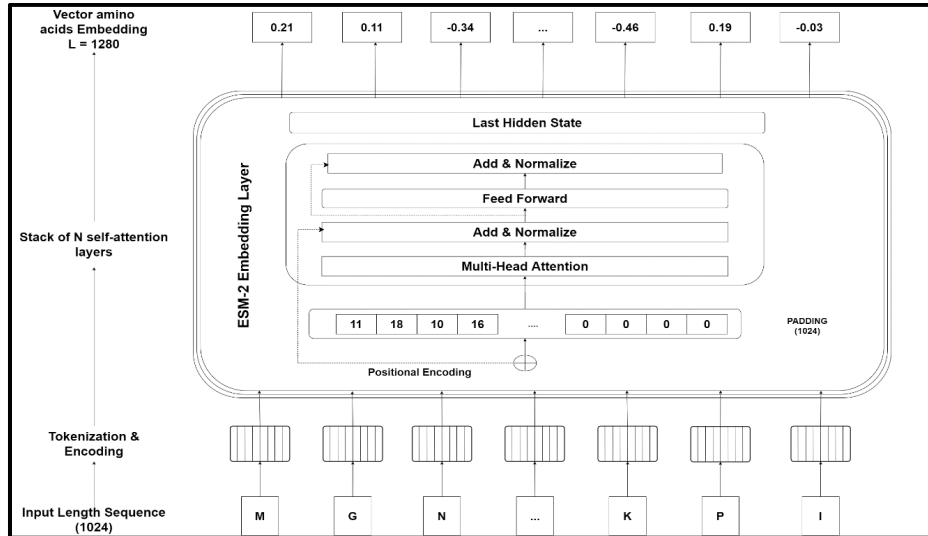 Vector amino
acids Embedding
L = 1280
0.21
0.11
-0.34
...
-0.46
0.19
-0.03
Last Hidden State
Add & Normalize
Feed Forward
Add & Normalize
Multi-Head Attention
ESM-2 Embedding Layer
Stack of N self-attention
layers
11 18 10 16 .... 0 0 0 0
PADDING
(1024)
Positional Encoding
Tokenization &
Encoding
Input Length Sequence
(1024)
M
G
N
...
K
P
I